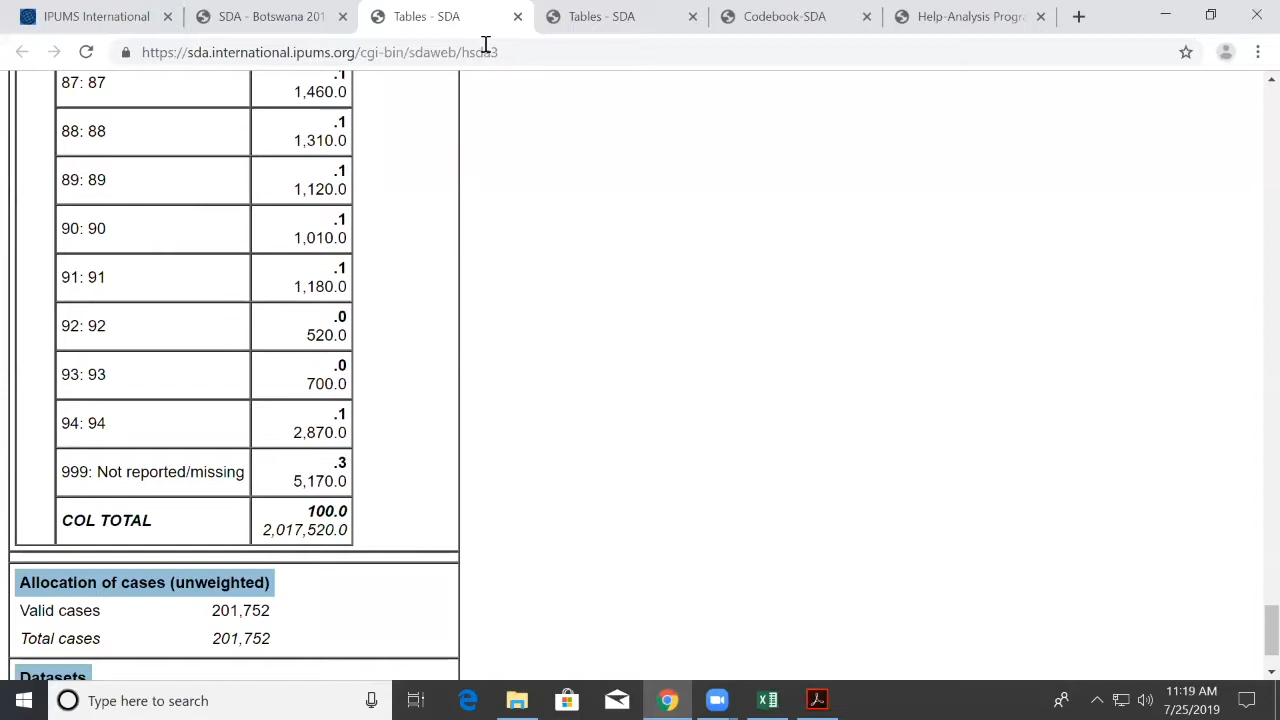 IPUMS International
SDA - Botswana 201
Tables - SDA
Tables - SDA
Codebook-SDA
Help-Analysis Progra
https://sda.international.ipums.org/cgi-bin/sdaweb/hsda3
87: 87
.1
1,460.0
88: 88
.1
1,310.0
89: 89
.1
1,120.0
90: 90
.1
1,010.0
91: 91
.1
1,180.0
92: 92
.0
520.0
93: 93
.0
700.0
94: 94
.1
2,870.0
999: Not reported/missing
.3
5,170.0
COL TOTAL
100.0
2,017,520.0
Allocation of cases (unweighted)
Valid cases 201,752
Total cases 201,752
Datasets
Type here to search
11:19 AM
7/25/2019